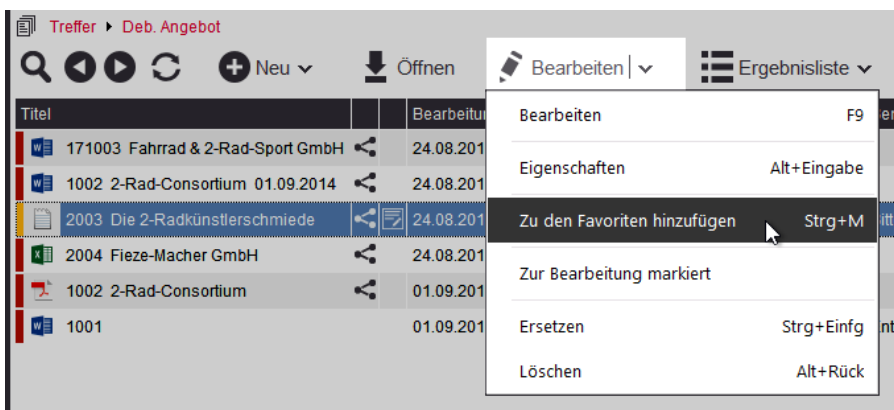 Treffer ▸ Deb. Angebot
Neu Öffnen Bearbeiten Ergebnisliste
Titel
171003 Fahrrad & 2-Rad-Sport GmbH 24.08.201
1002 2-Rad-Consortium 01.09.2014 24.08.201
2003 Die 2-Radkünstlerschmiede 24.08.201
2004 Fieze-Macher GmbH 24.08.201
1002 2-Rad-Consortium 01.09.201
1001 01.09.201
Bearbeiten F9
Eigenschaften Alt+Eingabe
Zu den Favoriten hinzufügen Strg+M
Zur Bearbeitung markiert
Ersetzen Strg+Einfg
Löschen Alt+Rück